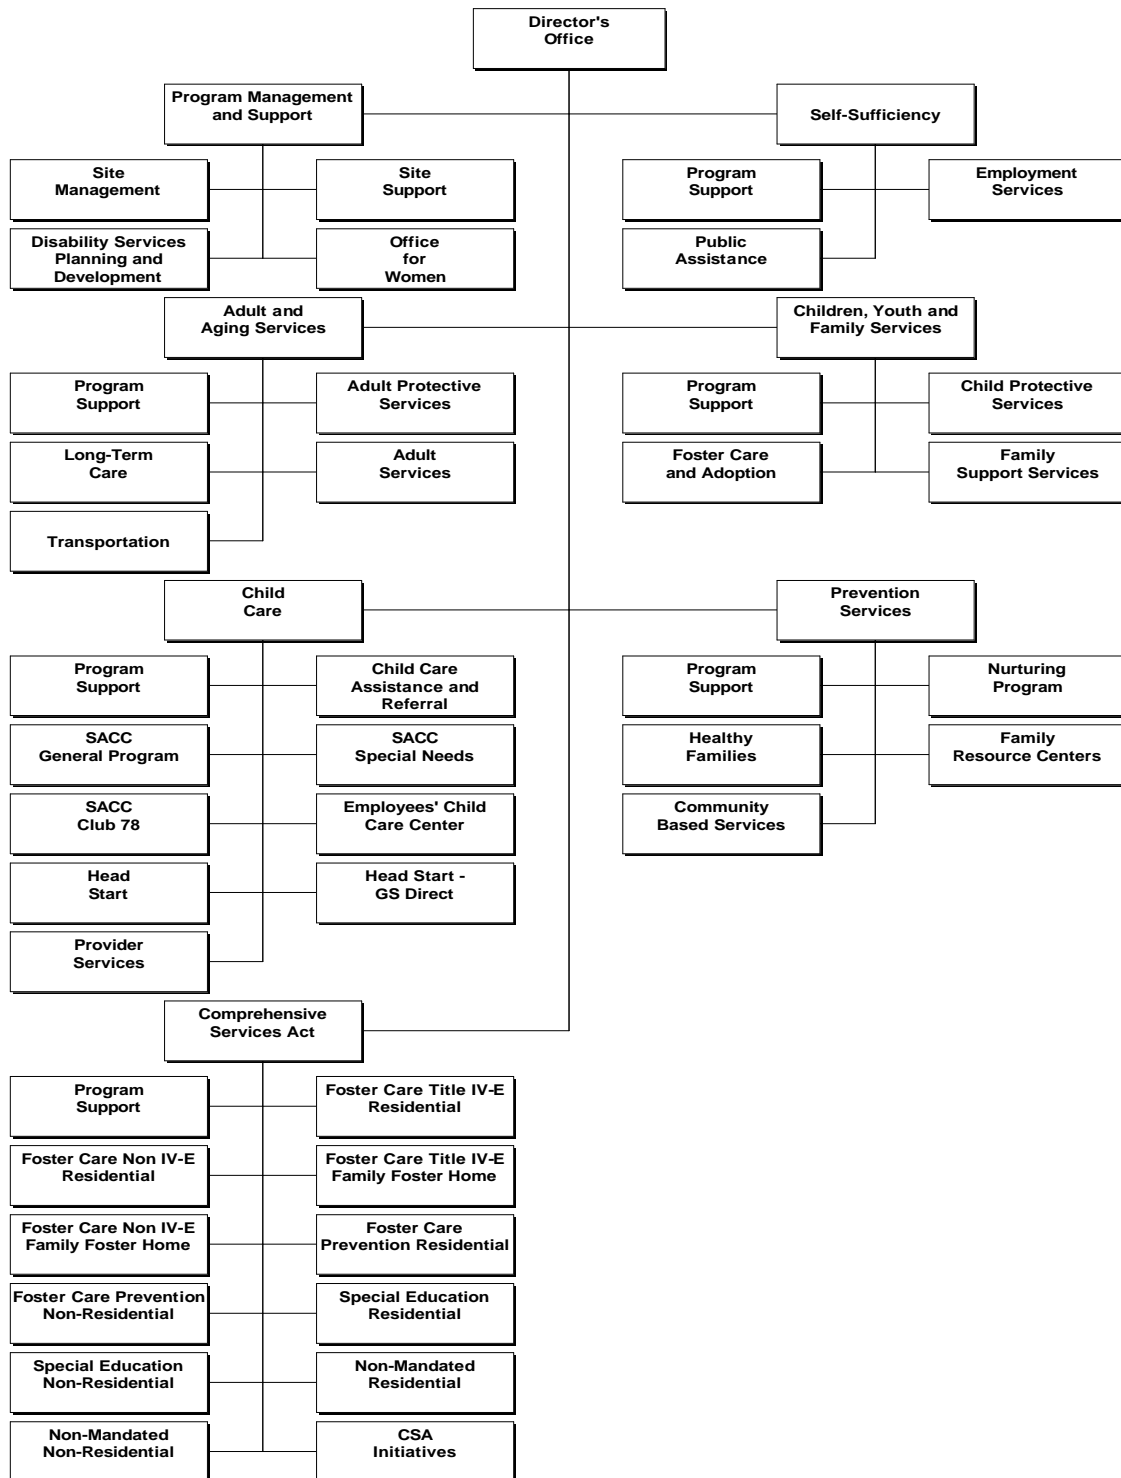 Director's
Office
Program Management
and Support
Self-Sufficiency
Site
Management
Site
Support
Program
Support
Employment
Services
Disability Services
Planning and
Development
Office
for
Women
Public
Assistance
Adult and
Aging Services
Children, Youth and
Family Services
Program
Support
Adult Protective
Services
Program
Support
Child Protective
Services
Long-Term
Care
Adult
Services
Foster Care
and Adoption
Family
Support Services
Transportation
Child
Care
Prevention
Services
Program
Support
Child Care
Assistance and
Referral
Program
Support
Nurturing
Program
SACC
General Program
SACC
Special Needs
Healthy
Families
Family
Resource Centers
SACC
Club 78
Employees' Child
Care Center
Community
Based Services
Head
Start
Head Start -
GS Direct
Provider
Services
Comprehensive
Services Act
Program
Support
Foster Care Title IV-E
Residential
Foster Care Non IV-E
Residential
Foster Care Title IV-E
Family Foster Home
Foster Care Non IV-E
Family Foster Home
Foster Care
Prevention Residential
Foster Care Prevention
Non-Residential
Special Education
Residential
Special Education
Non-Residential
Non-Mandated
Residential
Non-Mandated
Non-Residential
CSA
Initiatives